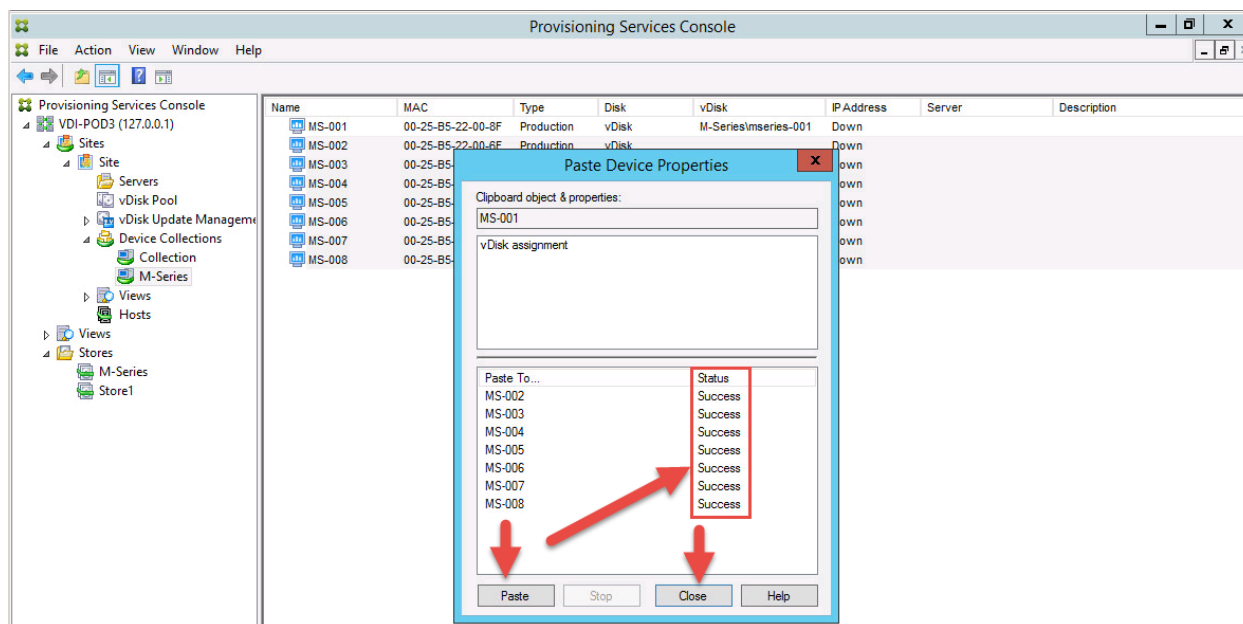 Provisioning Services Console
File Action View Window Help
Provisioning Services Console
VDI-POD3 (127.0.0.1)
Sites
Site
Servers
vDisk Pool
vDisk Update Manageme
Device Collections
Collection
M-Series
Views
Hosts
Views
Stores
M-Series
Store1
Name MAC Type Disk vDisk IP Address Server Description
MS-001 00-25-B5-22-00-8F Production vDisk M-Series\mseries-001 Down
MS-002 00-25-B5-22-00-6F Production vDisk Down
MS-003 00-25-B5- own
MS-004 00-25-B5- own
MS-005 00-25-B5- own
MS-006 00-25-B5- own
MS-007 00-25-B5- own
MS-008 00-25-B5- own
Paste Device Properties
Clipboard object & properties:
MS-001
vDisk assignment
Paste To... Status
MS-002 Success
MS-003 Success
MS-004 Success
MS-005 Success
MS-006 Success
MS-007 Success
MS-008 Success
Paste Stop Close Help